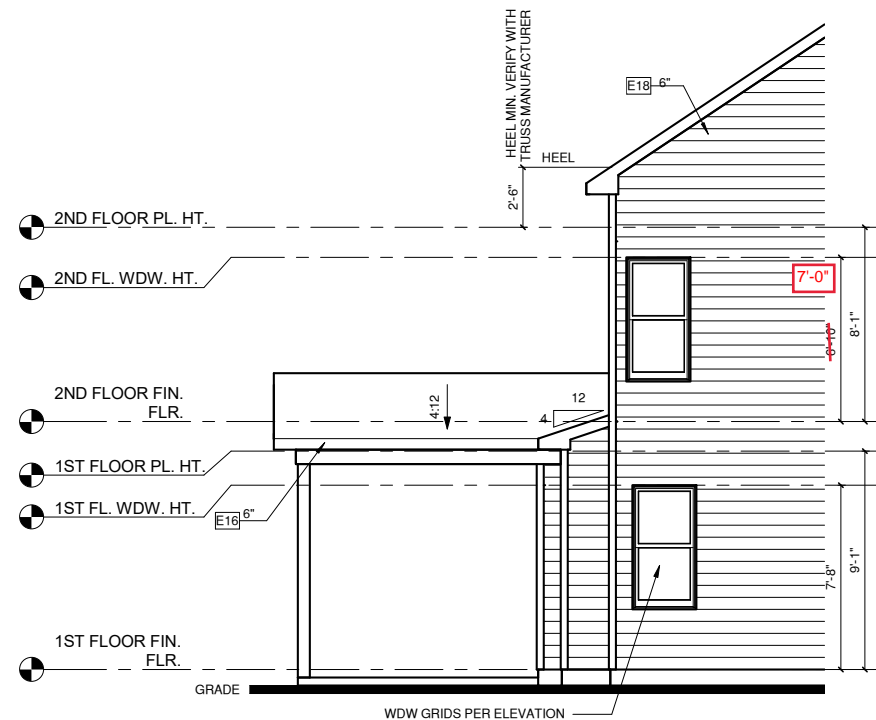 HEEL MIN. VERIFY WITH
TRUSS MANUFACTURER
E18 6"
HEEL
2'-6"
2ND FLOOR PL. HT.
2ND FL. WDW. HT.
7'-0"
6'-10"
8'-1"
2ND FLOOR FIN.
FLR.
4:12
12
4
1ST FLOOR PL. HT.
1ST FL. WDW. HT.
E16 6"
7'-8"
9'-1"
1ST FLOOR FIN.
FLR.
GRADE
WDW GRIDS PER ELEVATION